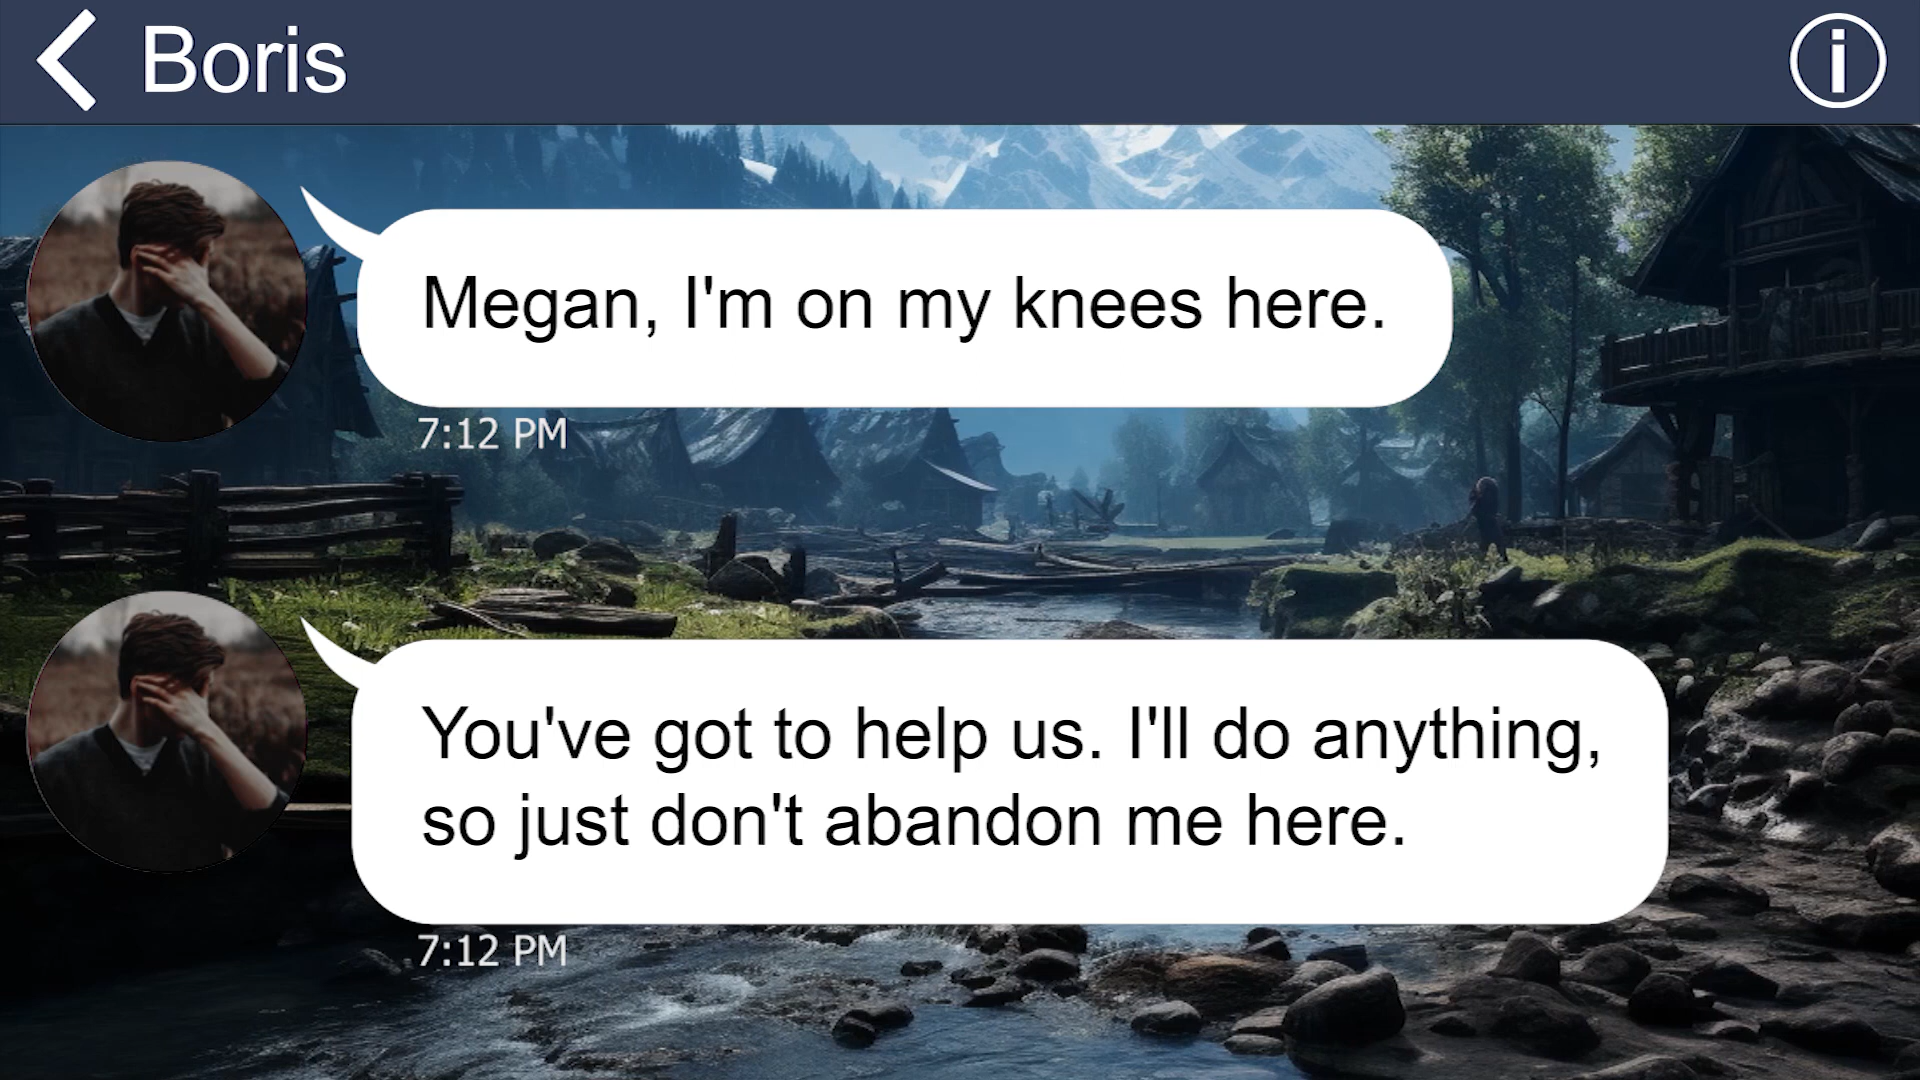 Boris
Megan, I'm on my knees here.
7:12 PM
You've got to help us. I'll do anything,
so just don't abandon me here.
7:12 PM